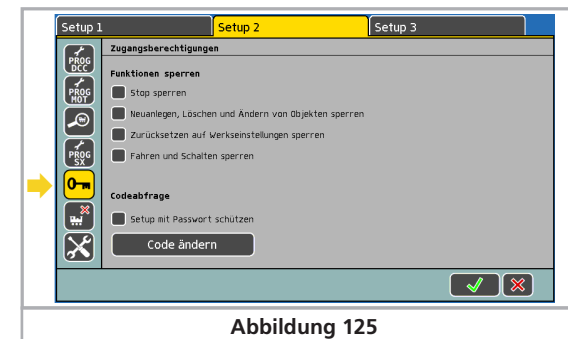 Setup 1
Setup 2
Setup 3
Zugangsberechtigungen
PROG
DCC
Funktionen sperren
Stop sperren
PROG
MOT
Neuanlegen, Löschen und Ändern von Objekten sperren
Zurücksetzen auf Werkseinstellungen sperren
PROG
SX
Fahren und Schalten sperren
Codeabfrage
Setup mit Passwort schützen
Code ändern
Abbildung 125